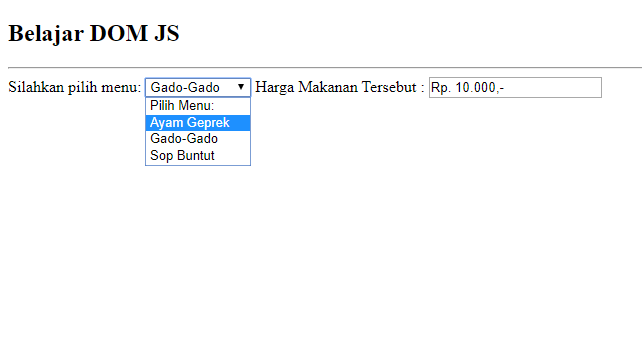 Belajar DOM JS
Silahkan pilih menu: Gado-Gado Harga Makanan Tersebut : Rp. 10.000,-
Pilih Menu:
Ayam Geprek
Gado-Gado
Sop Buntut